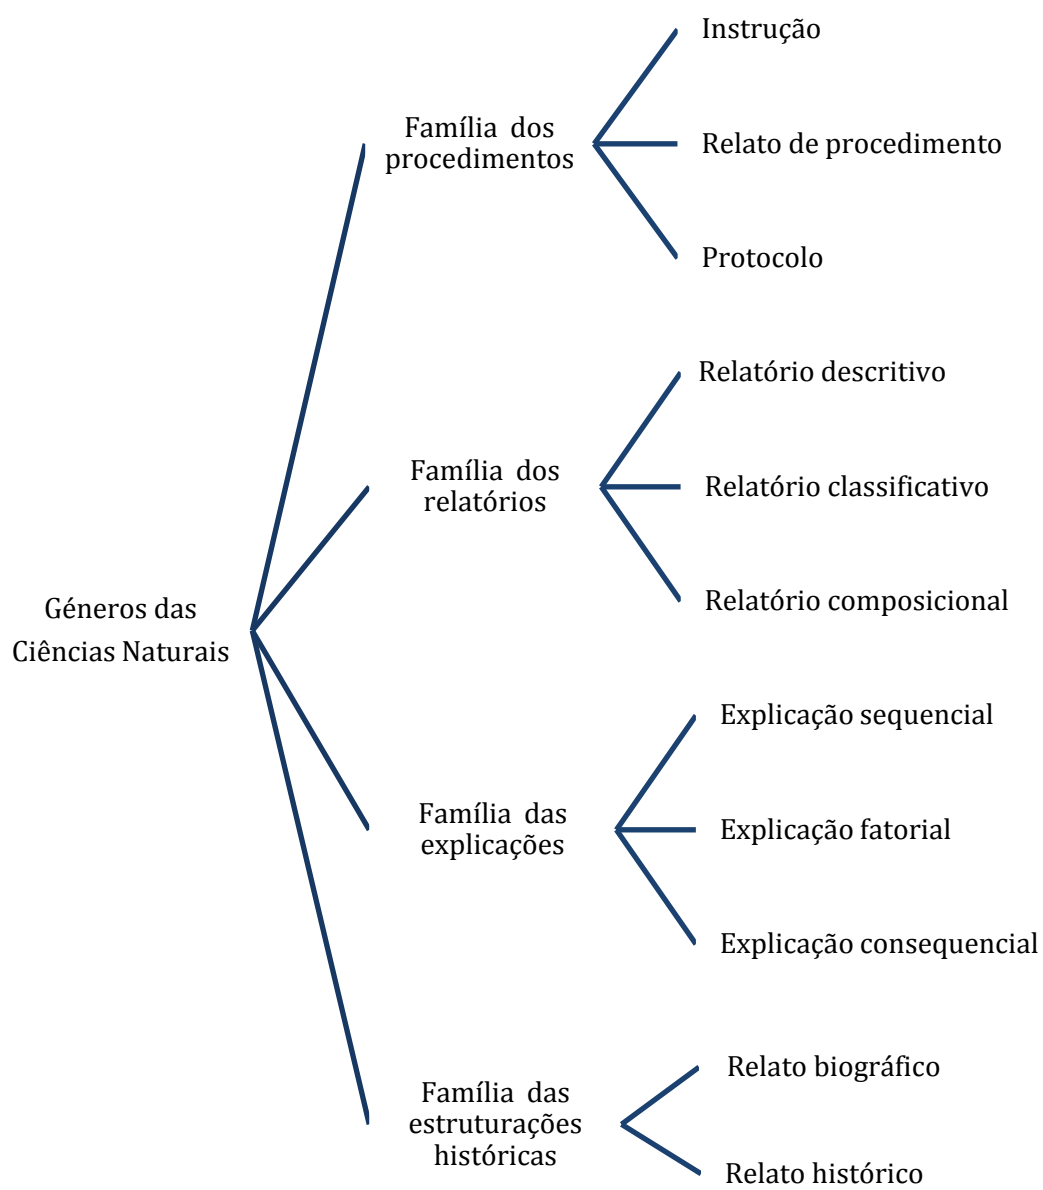 Géneros das
Ciências Naturais
Família dos
procedimentos
Instrução
Relato de procedimento
Protocolo
Família dos
relatórios
Relatório descritivo
Relatório classificativo
Relatório composicional
Família das
explicações
Explicação sequencial
Explicação fatorial
Explicação consequencial
Família das
estruturações
históricas
Relato biográfico
Relato histórico